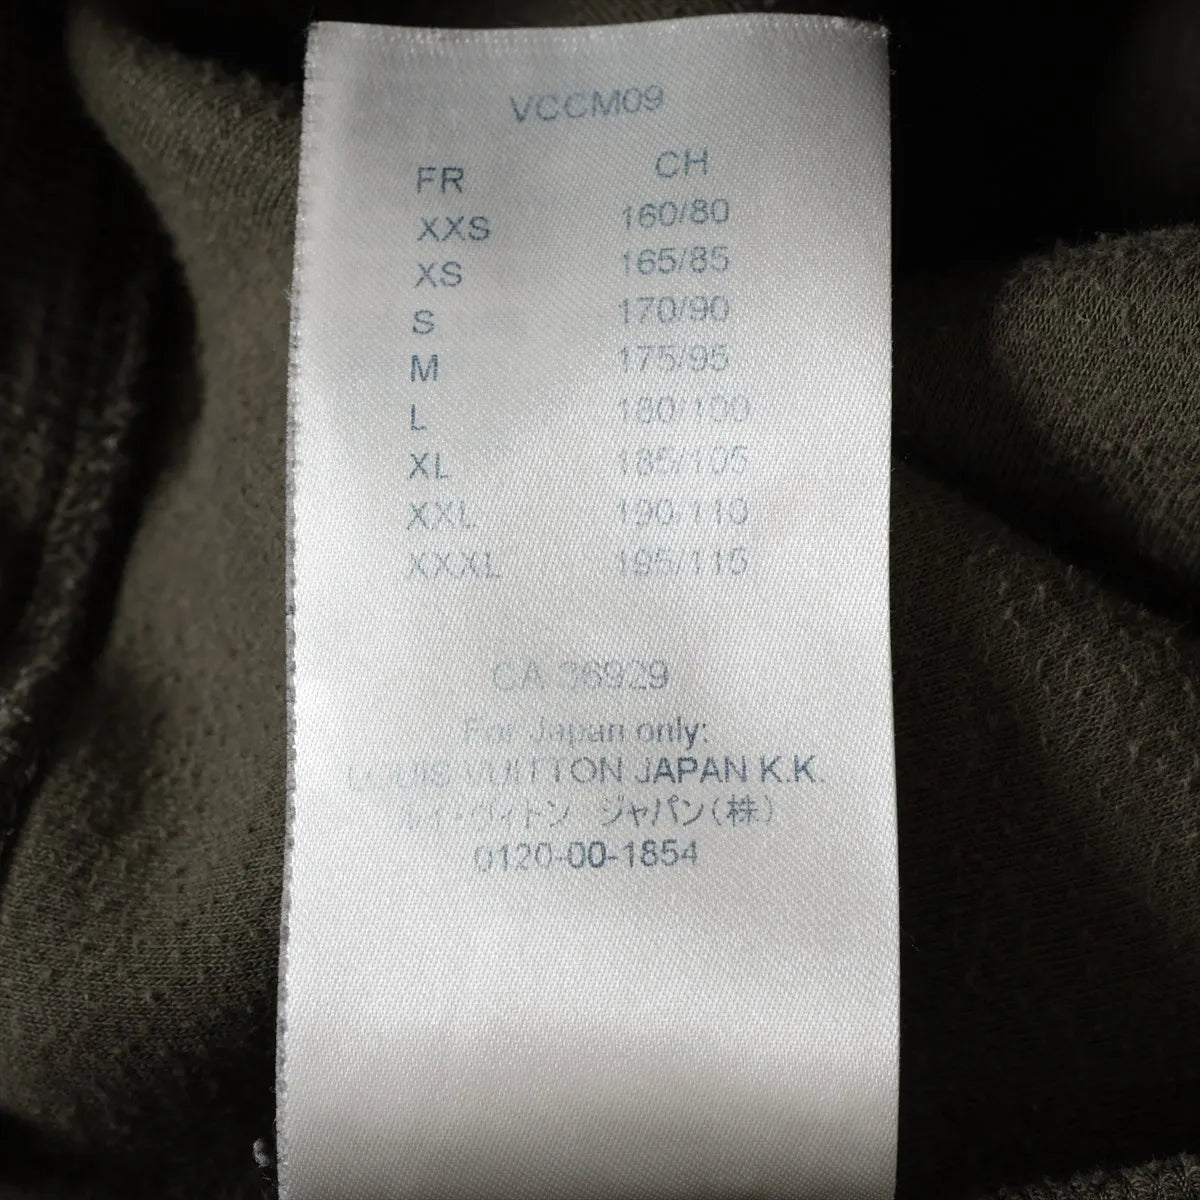 VCCM09
FR CH
XXS 160/80
XS 165/85
S 170/90
M 175/95
L 180/100
XL 185/105
XXL 190/110
XXXL 195/115
CA 36929
For Japan only:
LOUIS VUITTON JAPAN K.K.
ルイ・ヴィトン ジャパン(株)
0120-00-1854